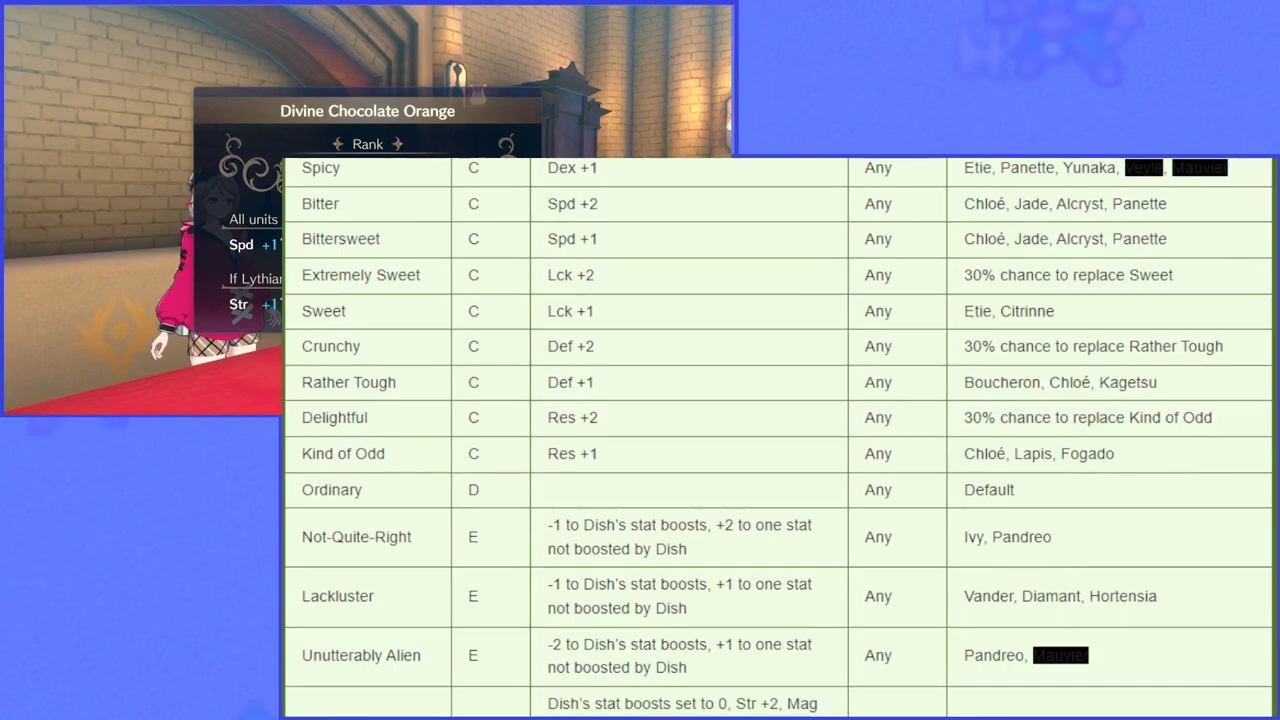 Divine Chocolate Orange
Rank
All units
Spd +1
If Lythian
Str +1
Spicy C Dex +1 Any Etie, Panette, Yunaka, Veyle, Mauvier
Bitter C Spd +2 Any Chloé, Jade, Alcryst, Panette
Bittersweet C Spd +1 Any Chloé, Jade, Alcryst, Panette
Extremely Sweet C Lck +2 Any 30% chance to replace Sweet
Sweet C Lck +1 Any Etie, Citrinne
Crunchy C Def +2 Any 30% chance to replace Rather Tough
Rather Tough C Def +1 Any Boucheron, Chloé, Kagetsu
Delightful C Res +2 Any 30% chance to replace Kind of Odd
Kind of Odd C Res +1 Any Chloé, Lapis, Fogado
Ordinary D Any Default
Not-Quite-Right E -1 to Dish's stat boosts, +2 to one stat
not boosted by Dish Any Ivy, Pandreo
Lackluster E -1 to Dish's stat boosts, +1 to one stat
not boosted by Dish Any Vander, Diamant, Hortensia
Unutterably Alien E -2 to Dish's stat boosts, +1 to one stat
not boosted by Dish Any Pandreo, Mauvier
Dish's stat boosts set to 0, Str +2, Mag